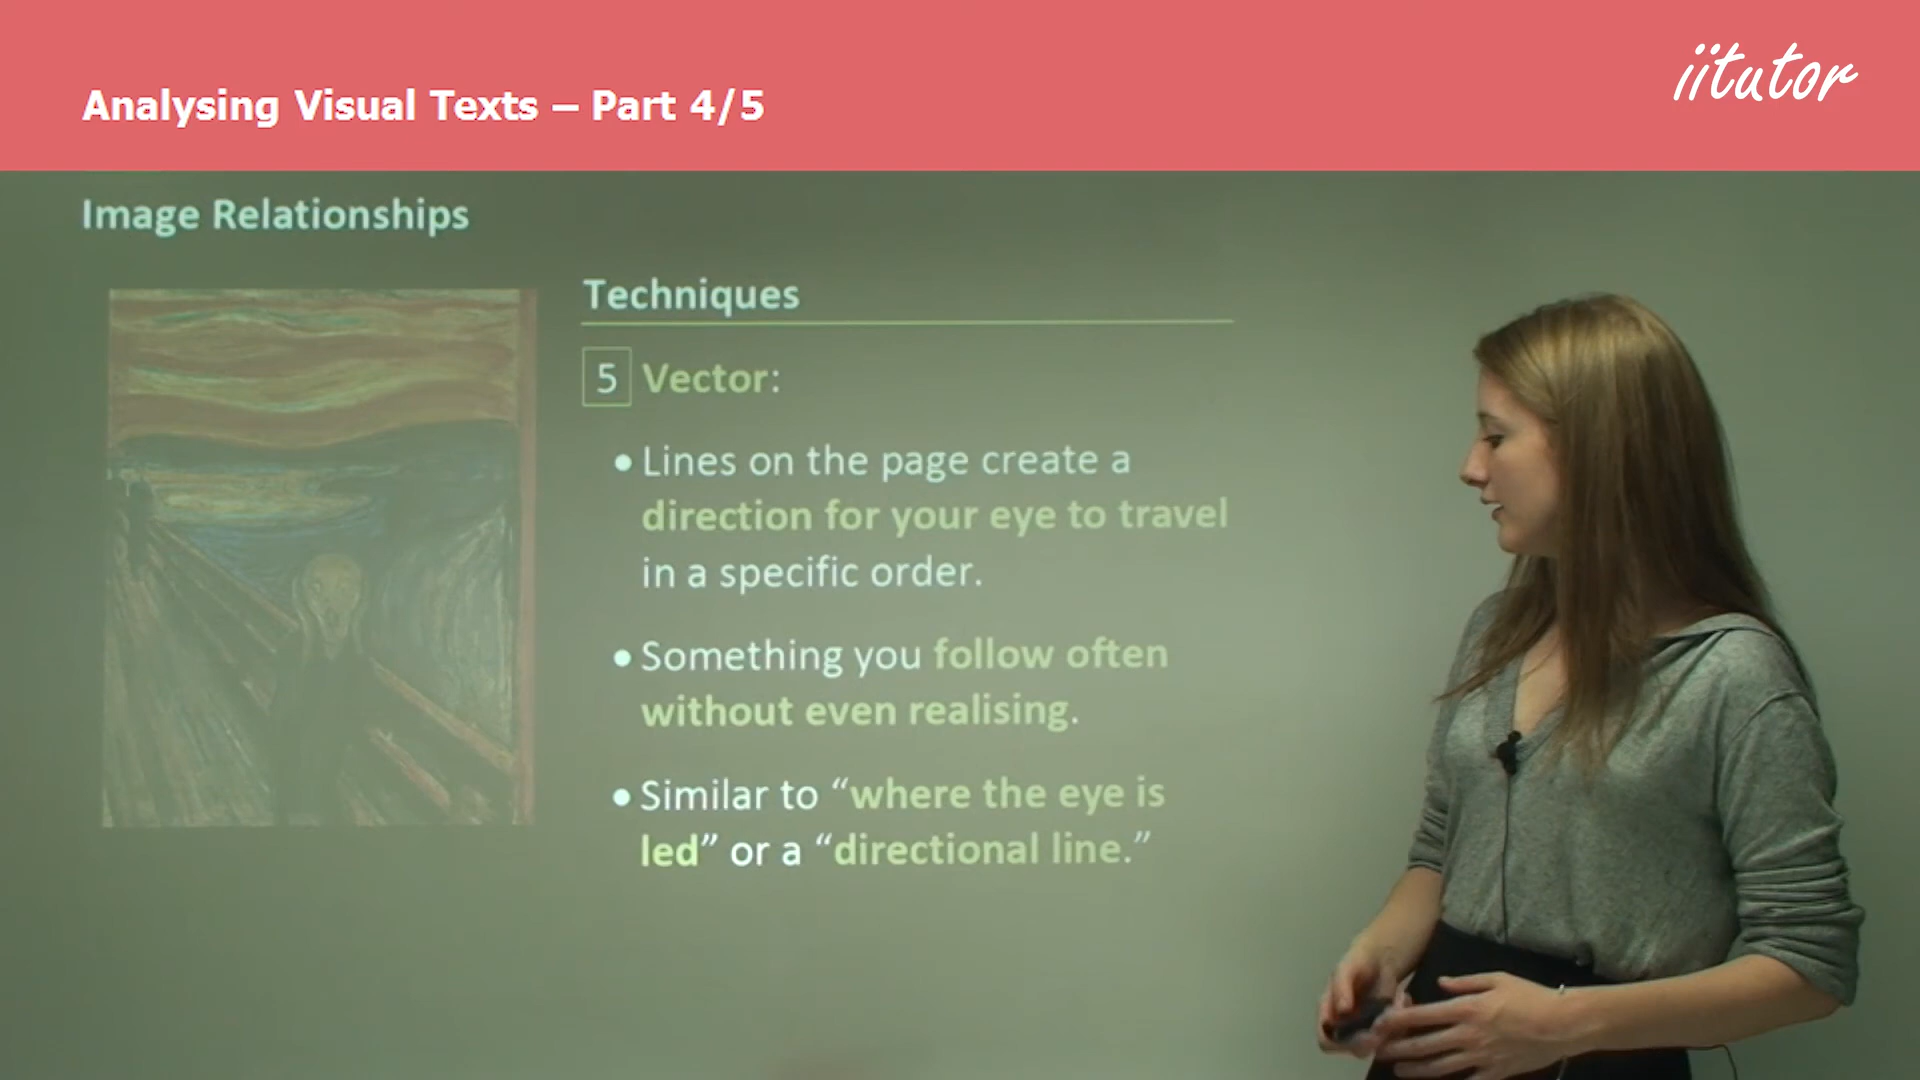 iitutor
Analysing Visual Texts – Part 4/5
Image Relationships
Techniques
5 Vector:
• Lines on the page create a
direction for your eye to travel
in a specific order.
• Something you follow often
without even realising.
• Similar to “where the eye is
led” or a “directional line.”